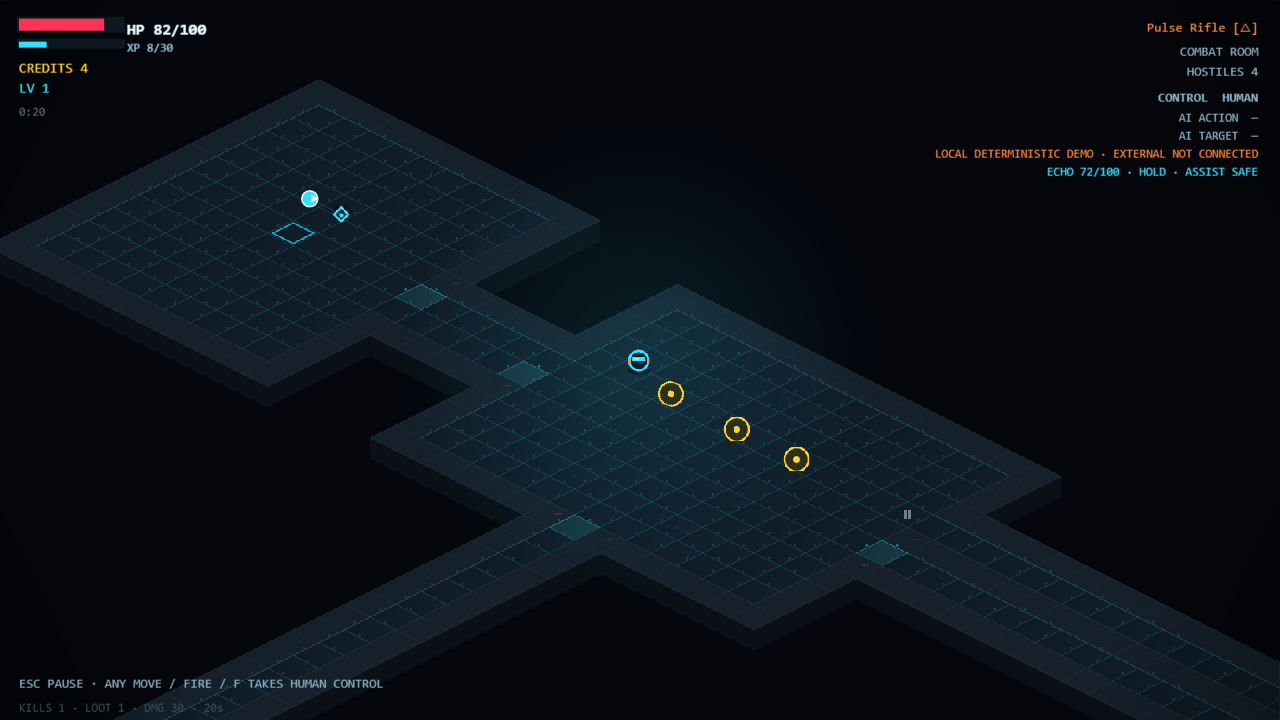 HP 82/100
XP 8/30
CREDITS 4
LV 1
0:20
Pulse Rifle [△]
COMBAT ROOM
HOSTILES 4
CONTROL HUMAN
AI ACTION —
AI TARGET —
LOCAL DETERMINISTIC DEMO · EXTERNAL NOT CONNECTED
ECHO 72/100 · HOLD · ASSIST SAFE
ESC PAUSE · ANY MOVE / FIRE / F TAKES HUMAN CONTROL
KILLS 1 · LOOT 1 · DMG 30 · 20s